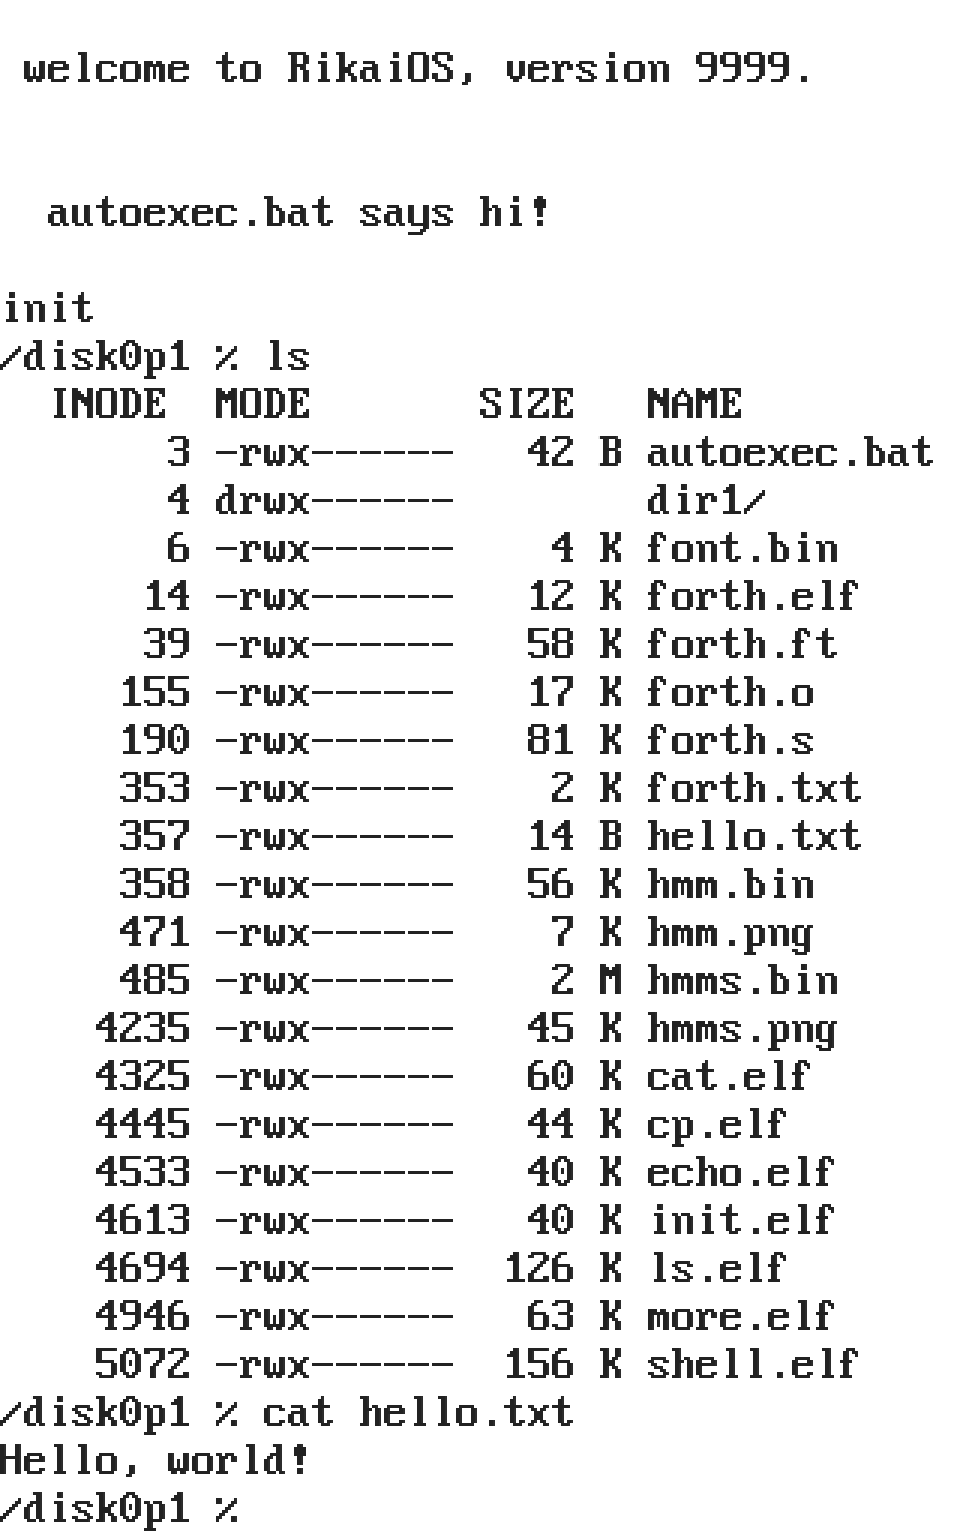 welcome to RikaiOS, version 9999.
autoexec.bat says hi!
init
/disk0p1 % ls
INODE MODE SIZE NAME
3 -rwx------ 42 B autoexec.bat
4 drwx------ dir1/
6 -rwx------ 4 K font.bin
14 -rwx------ 12 K forth.elf
39 -rwx------ 58 K forth.ft
155 -rwx------ 17 K forth.o
190 -rwx------ 81 K forth.s
353 -rwx------ 2 K forth.txt
357 -rwx------ 14 B hello.txt
358 -rwx------ 56 K hmm.bin
471 -rwx------ 7 K hmm.png
485 -rwx------ 2 M hmms.bin
4235 -rwx------ 45 K hmms.png
4325 -rwx------ 60 K cat.elf
4445 -rwx------ 44 K cp.elf
4533 -rwx------ 40 K echo.elf
4613 -rwx------ 40 K init.elf
4694 -rwx------ 126 K ls.elf
4946 -rwx------ 63 K more.elf
5072 -rwx------ 156 K shell.elf
/disk0p1 % cat hello.txt
Hello, world!
/disk0p1 %